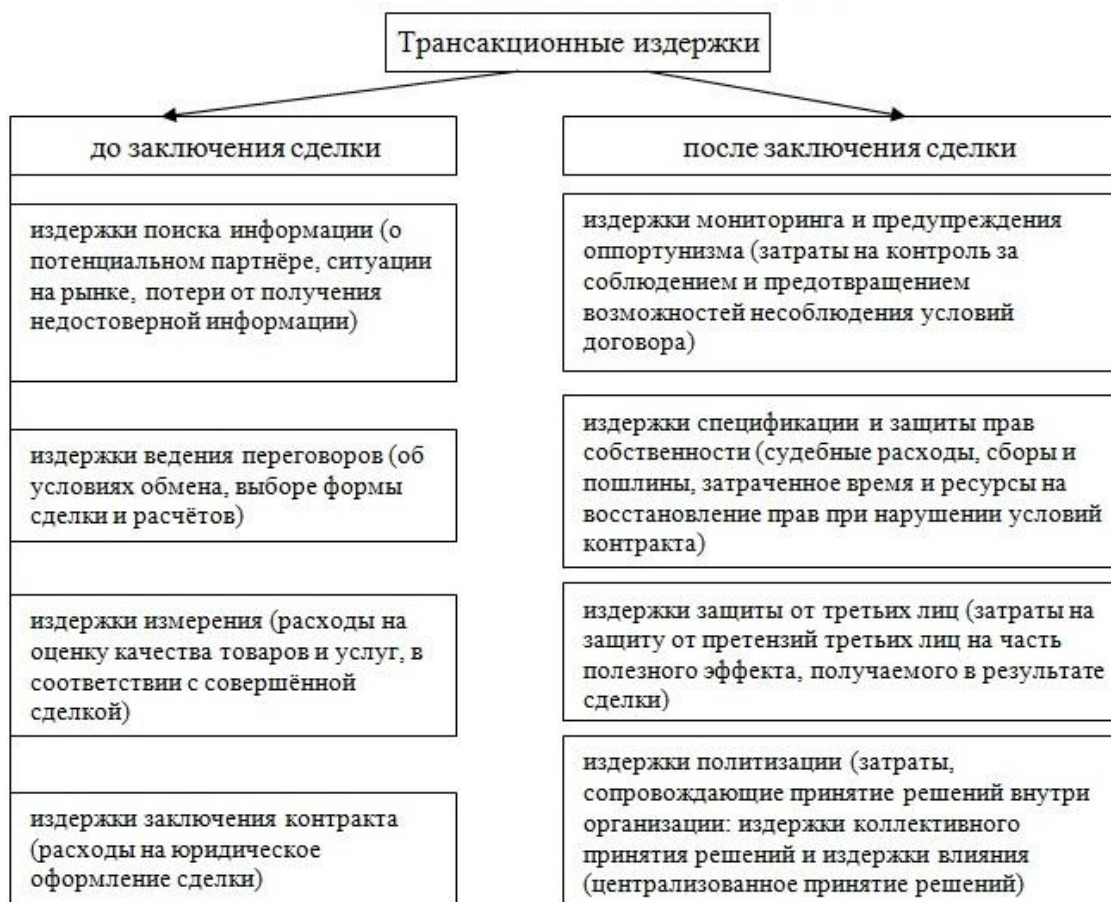 Трансакционные издержки
до заключения сделки
издержки поиска информации (о
потенциальном партнёре, ситуации
на рынке, потери от получения
недостоверной информации)
издержки ведения переговоров (об
условиях обмена, выборе формы
сделки и расчётов)
издержки измерения (расходы на
оценку качества товаров и услуг, в
соответствии с совершённой
сделкой)
издержки заключения контракта
(расходы на юридическое
оформление сделки)
после заключения сделки
издержки мониторинга и предупреждения
оппортунизма (затраты на контроль за
соблюдением и предотвращением
возможностей несоблюдения условий
договора)
издержки спецификации и защиты прав
собственности (судебные расходы, сборы и
пошлины, затраченное время и ресурсы на
восстановление прав при нарушении условий
контракта)
издержки защиты от третьих лиц (затраты на
защиту от претензий третьих лиц на часть
полезного эффекта, получаемого в результате
сделки)
издержки политизации (затраты,
сопровождающие принятие решений внутри
организации: издержки коллективного
принятия решений и издержки влияния
(централизованное принятие решений)